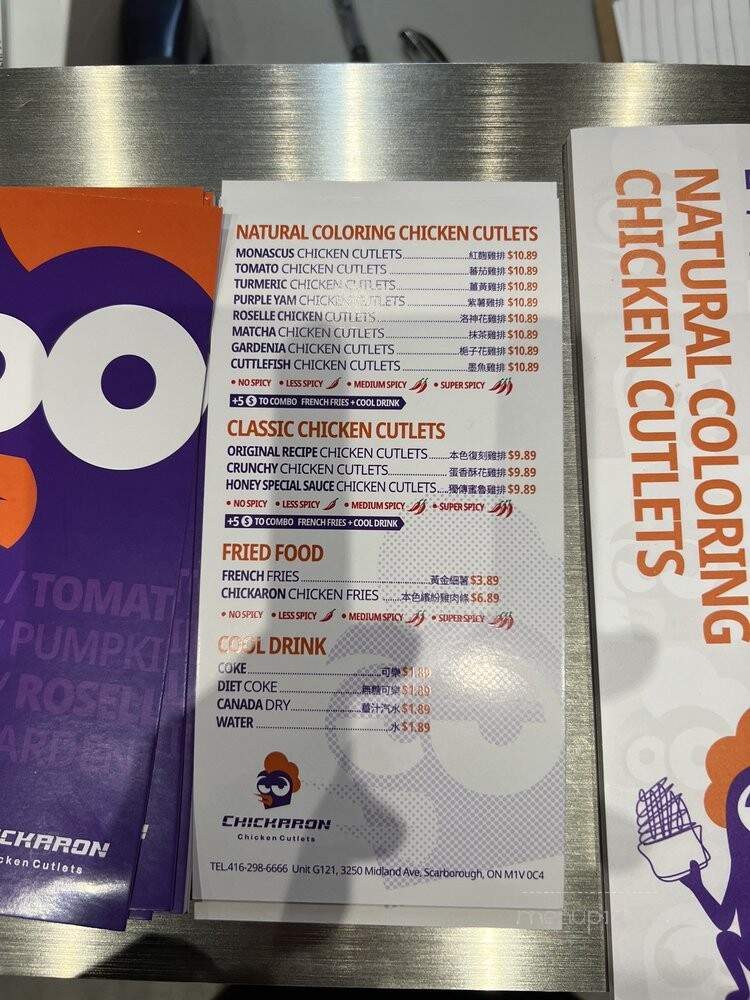 NATURAL COLORING CHICKEN CUTLETS
MONASCUS CHICKEN CUTLETS 紅麴雞排 $10.89
TOMATO CHICKEN CUTLETS 蕃茄雞排 $10.89
TURMERIC CHICKEN CUTLETS 薑黃雞排 $10.89
PURPLE YAM CHICKEN CUTLETS 紫薯雞排 $10.89
ROSELLE CHICKEN CUTLETS 洛神花雞排 $10.89
MATCHA CHICKEN CUTLETS 抹茶雞排 $10.89
GARDENIA CHICKEN CUTLETS 梔子花雞排 $10.89
CUTTLEFISH CHICKEN CUTLETS 墨魚雞排 $10.89
• NO SPICY • LESS SPICY • MEDIUM SPICY • SUPER SPICY
+5 $ TO COMBO FRENCH FRIES + COOL DRINK
CLASSIC CHICKEN CUTLETS
ORIGINAL RECIPE CHICKEN CUTLETS 本色復刻雞排 $9.89
CRUNCHY CHICKEN CUTLETS 蛋香酥花雞排 $9.89
HONEY SPECIAL SAUCE CHICKEN CUTLETS 獨傳蜜魯雞排 $9.89
• NO SPICY • LESS SPICY • MEDIUM SPICY • SUPER SPICY
+5 $ TO COMBO FRENCH FRIES + COOL DRINK
FRIED FOOD
FRENCH FRIES 黃金細薯 $3.89
CHICKARON CHICKEN FRIES 本色繽紛雞肉條 $6.89
• NO SPICY • LESS SPICY • MEDIUM SPICY • SUPER SPICY
COOL DRINK
COKE 可樂 $1.89
DIET COKE 無糖可樂 $1.89
CANADA DRY 薑汁汽水 $1.89
WATER 水 $1.89
CHICKARON
Chicken Cutlets
TEL.416-298-6666 Unit G121, 3250 Midland Ave, Scarborough, ON M1V 0C4
/ TOMAT
/ PUMPKI
ICKARON
cken Cutlets
NATURAL COLORING
CHICKEN CUTLETS